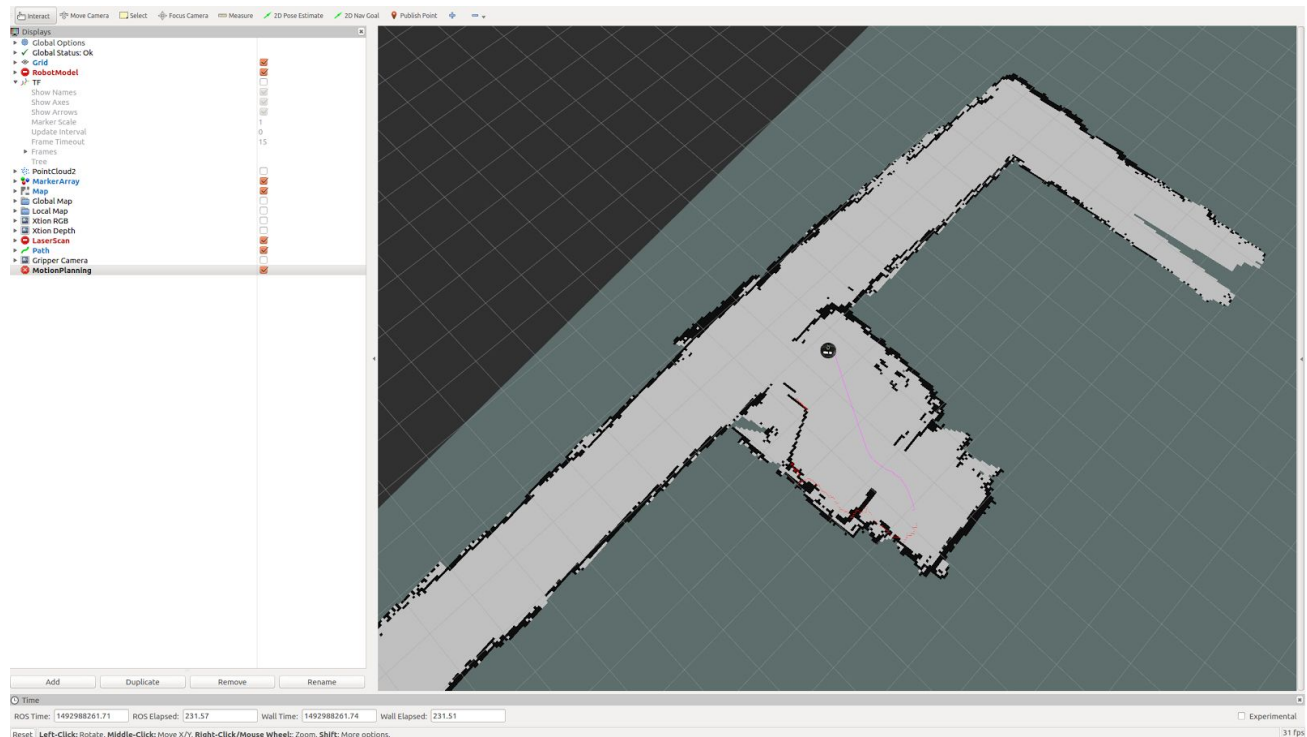 Interact Move Camera Select Focus Camera Measure 2D Pose Estimate 2D Nav Goal Publish Point
Displays
Global Options
Global Status: Ok
Grid
RobotModel
TF
Show Names
Show Axes
Show Arrows
Marker Scale 1
Update Interval 0
Frame Timeout 15
Frames
Tree
PointCloud2
MarkerArray
Map
Global Map
Local Map
Xtion RGB
Xtion Depth
LaserScan
Path
Gripper Camera
MotionPlanning
Add Duplicate Remove Rename
Time
ROS Time: 1492988261.71 ROS Elapsed: 231.57 Wall Time: 1492988261.74 Wall Elapsed: 231.51 Experimental
Reset Left-Click: Rotate. Middle-Click: Move X/Y. Right-Click/Mouse Wheel:: Zoom. Shift: More options. 31 fps